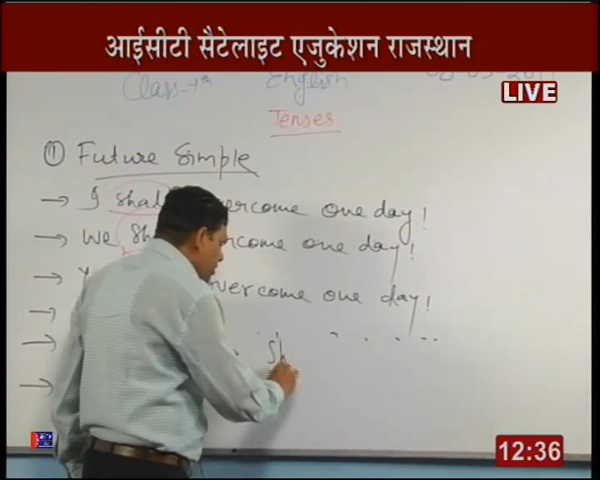 आईसीटी सैटेलाइट एजुकेशन राजस्थान
LIVE
Class-9th English
Tenses
① Future Simple
→ I shall overcome one day!
→ We overcome one day!
→ overcome one day!
→
→
→
12:36